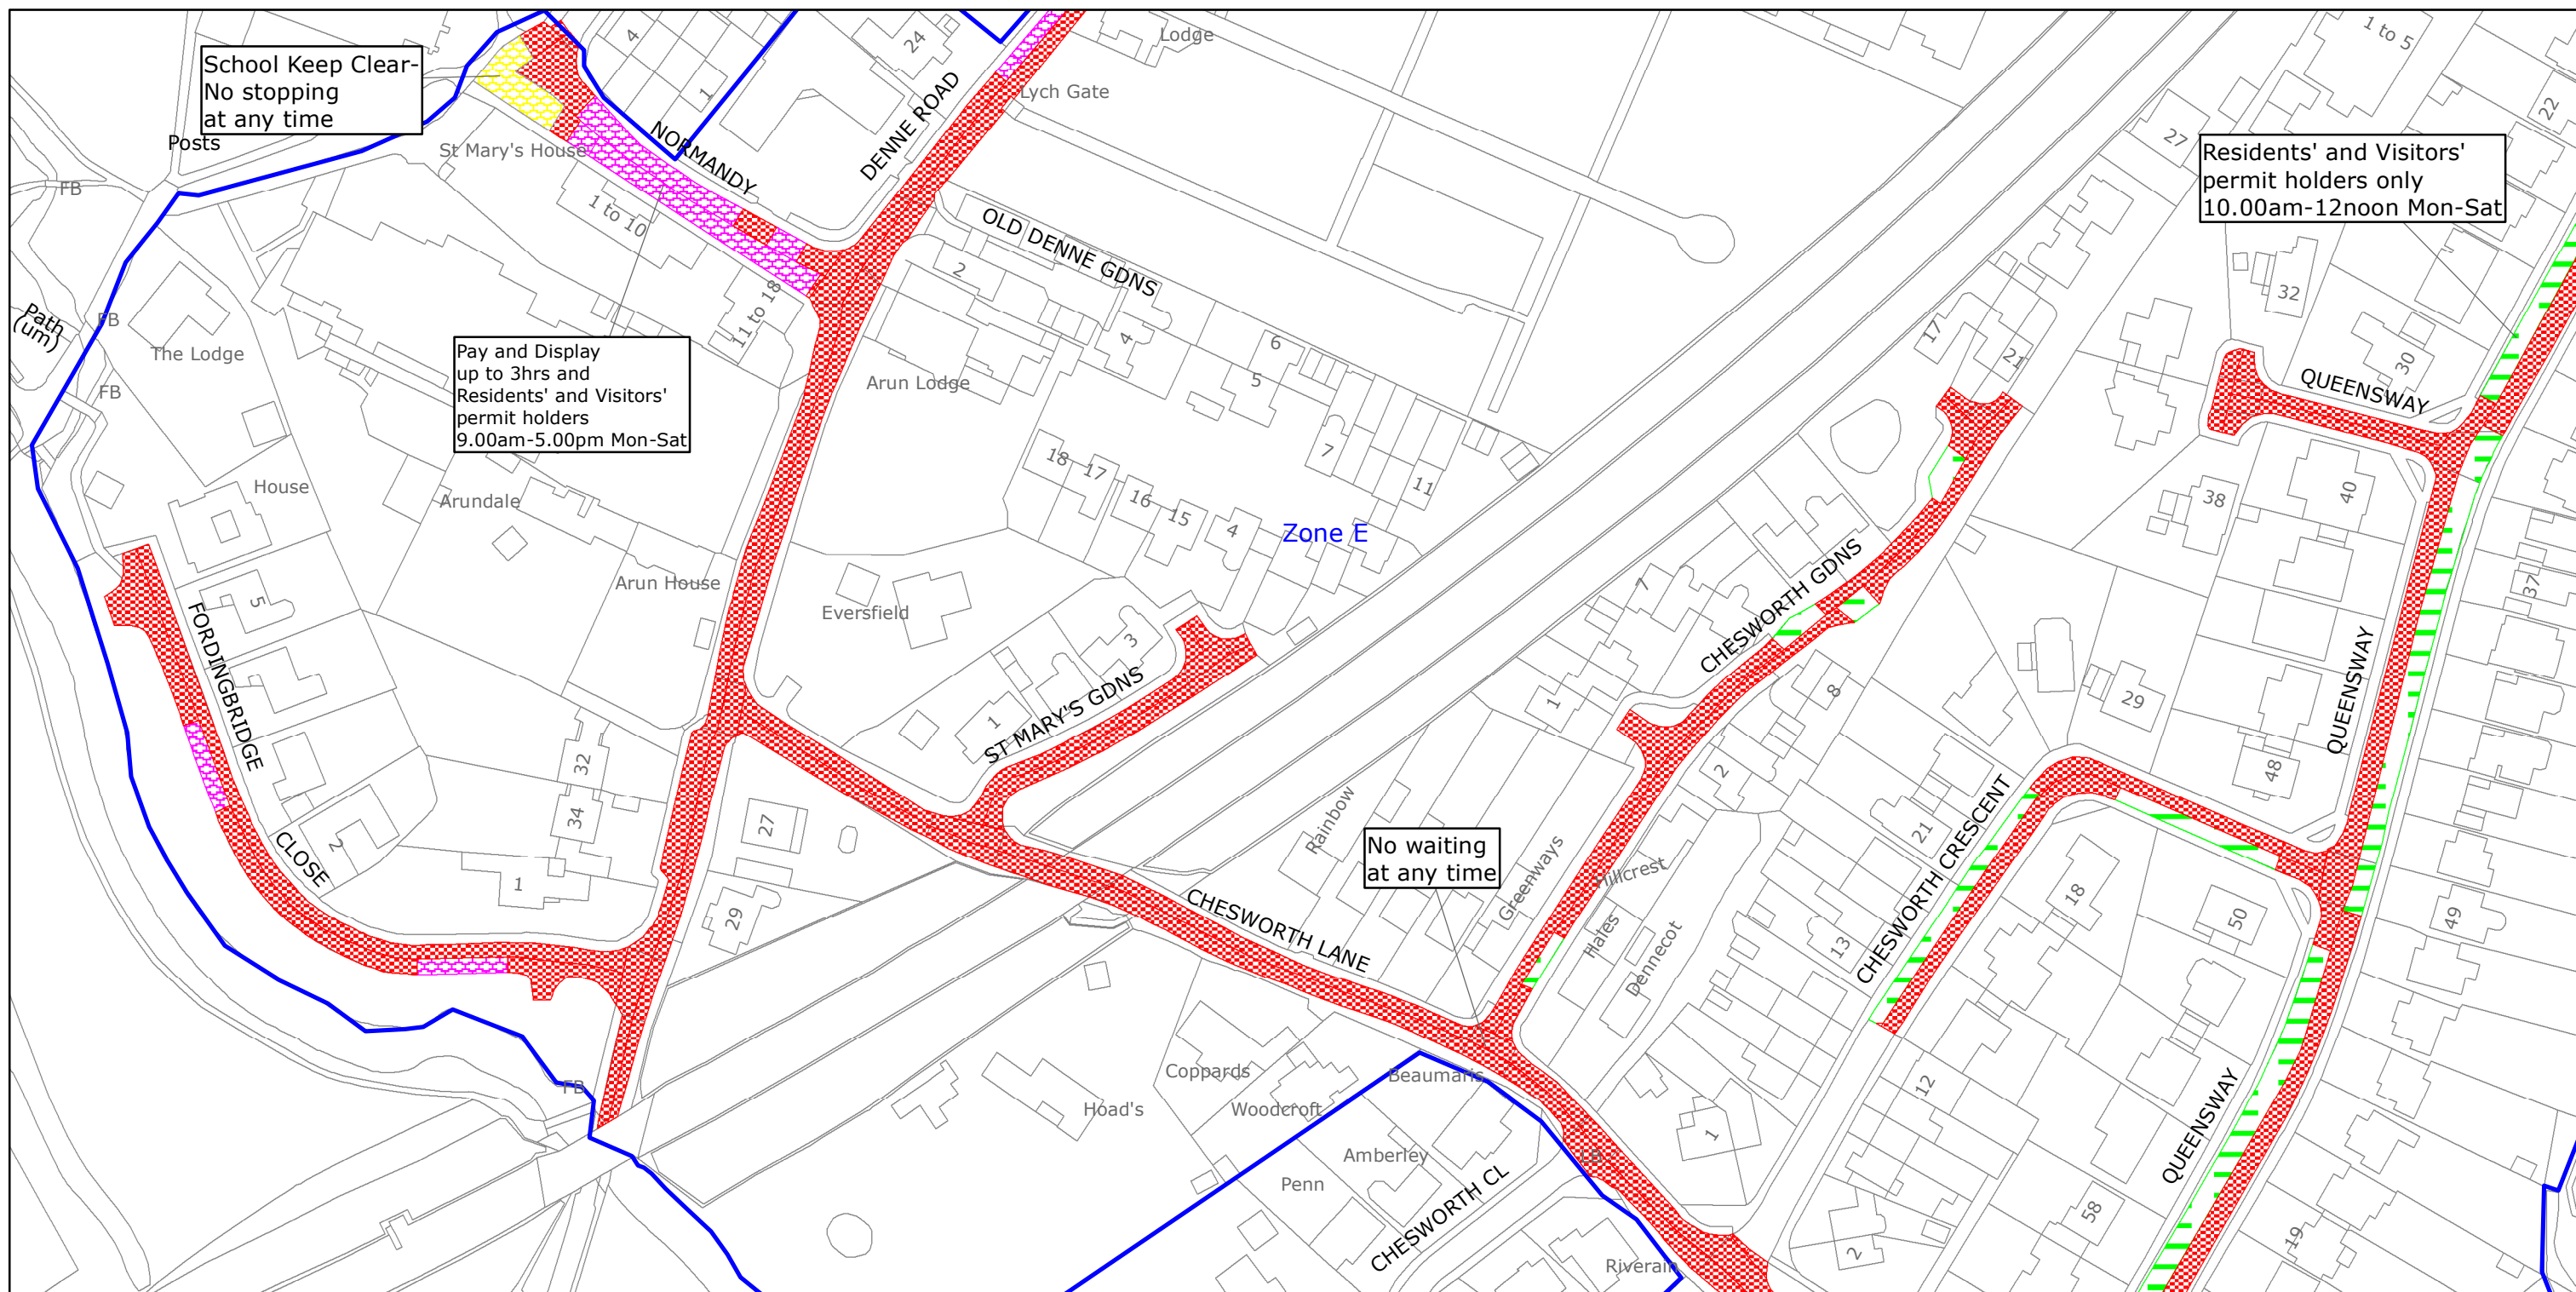 School Keep Clear-
No stopping
at any time
Posts
FB
St Mary's House
NORMANDY
4
1
24
DENNE ROAD
Lodge
Lych Gate
1 to 5
22
27
Residents' and Visitors'
permit holders only
10.00am-12noon Mon-Sat
1 to 10
11 to 18
OLD DENNE GDNS
2
4
6
5
7
11
Path
(um)
FB
FB
The Lodge
Pay and Display
up to 3hrs and
Residents' and Visitors'
permit holders
9.00am-5.00pm Mon-Sat
Arun Lodge
17
21
32
30
QUEENSWAY
House
Arundale
18
17
16
15
4
Zone E
38
40
37
Arun House
Eversfield
5
FORDINGBRIDGE
CLOSE
3
1
ST MARY'S GDNS
7
1
CHESWORTH GDNS
8
2
29
48
QUEENSWAY
32
34
2
1
27
29
Rainbow
No waiting
at any time
Greenways
Hillcrest
Hales
Dennecot
21
13
CHESWORTH CRESCENT
18
50
49
CHESWORTH LANE
FB
Hoad's
Coppards
Woodcroft
Beaumaris
Amberley
Penn
CHESWORTH CL
LB
1
12
2
58
19
QUEENSWAY
Riverain